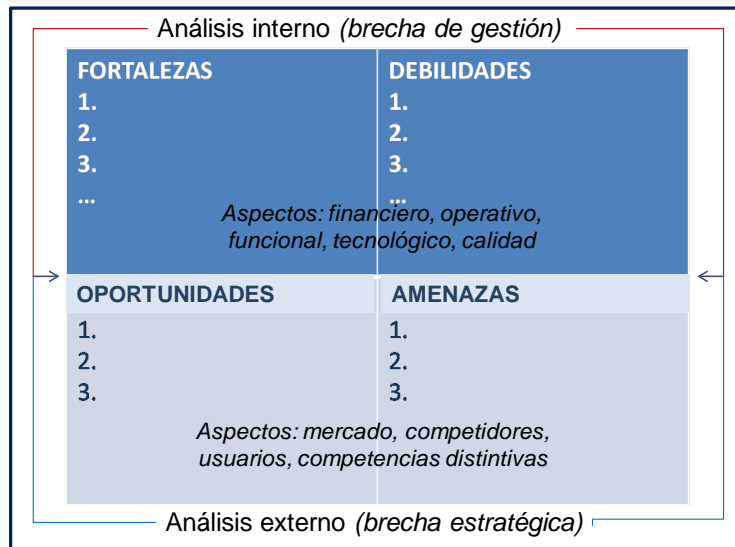 Análisis interno (brecha de gestión)
FORTALEZAS
1.
2.
3.
...
DEBILIDADES
1.
2.
3.
...
Aspectos: financiero, operativo,
funcional, tecnológico, calidad
OPORTUNIDADES
1.
2.
3.
AMENAZAS
1.
2.
3.
Aspectos: mercado, competidores,
usuarios, competencias distintivas
Análisis externo (brecha estratégica)